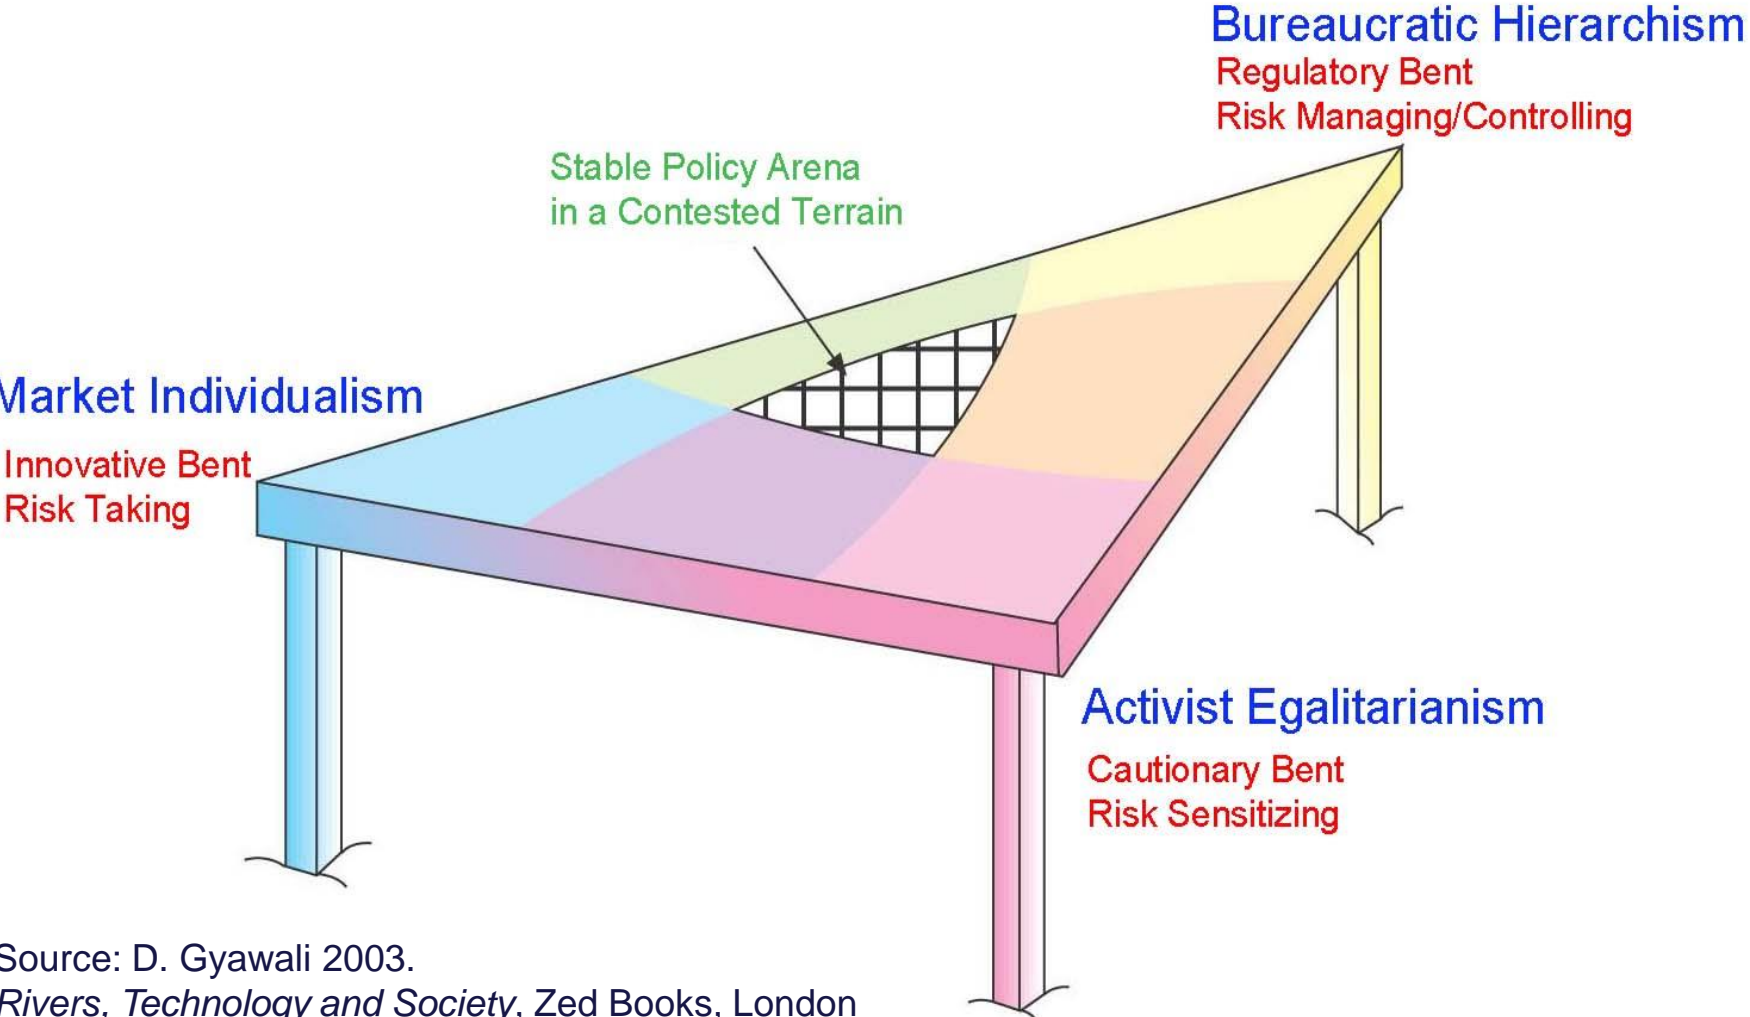 Bureaucratic Hierarchism
Regulatory Bent
Risk Managing/Controlling
Stable Policy Arena
in a Contested Terrain
Market Individualism
Innovative Bent
Risk Taking
Activist Egalitarianism
Cautionary Bent
Risk Sensitizing
Source: D. Gyawali 2003.
Rivers, Technology and Society, Zed Books, London